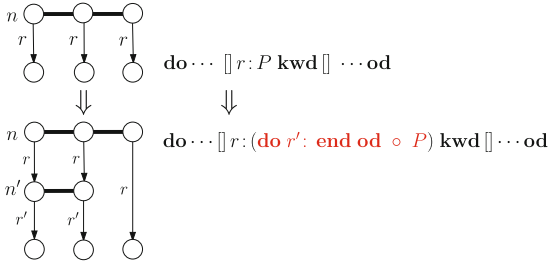 n
r r r
do ··· [] r : P kwd [] ··· od
⇓ ⇓
n
do ··· [] r : (do r′ : end od ∘ P) kwd [] ··· od
r r
n′ r
r′ r′